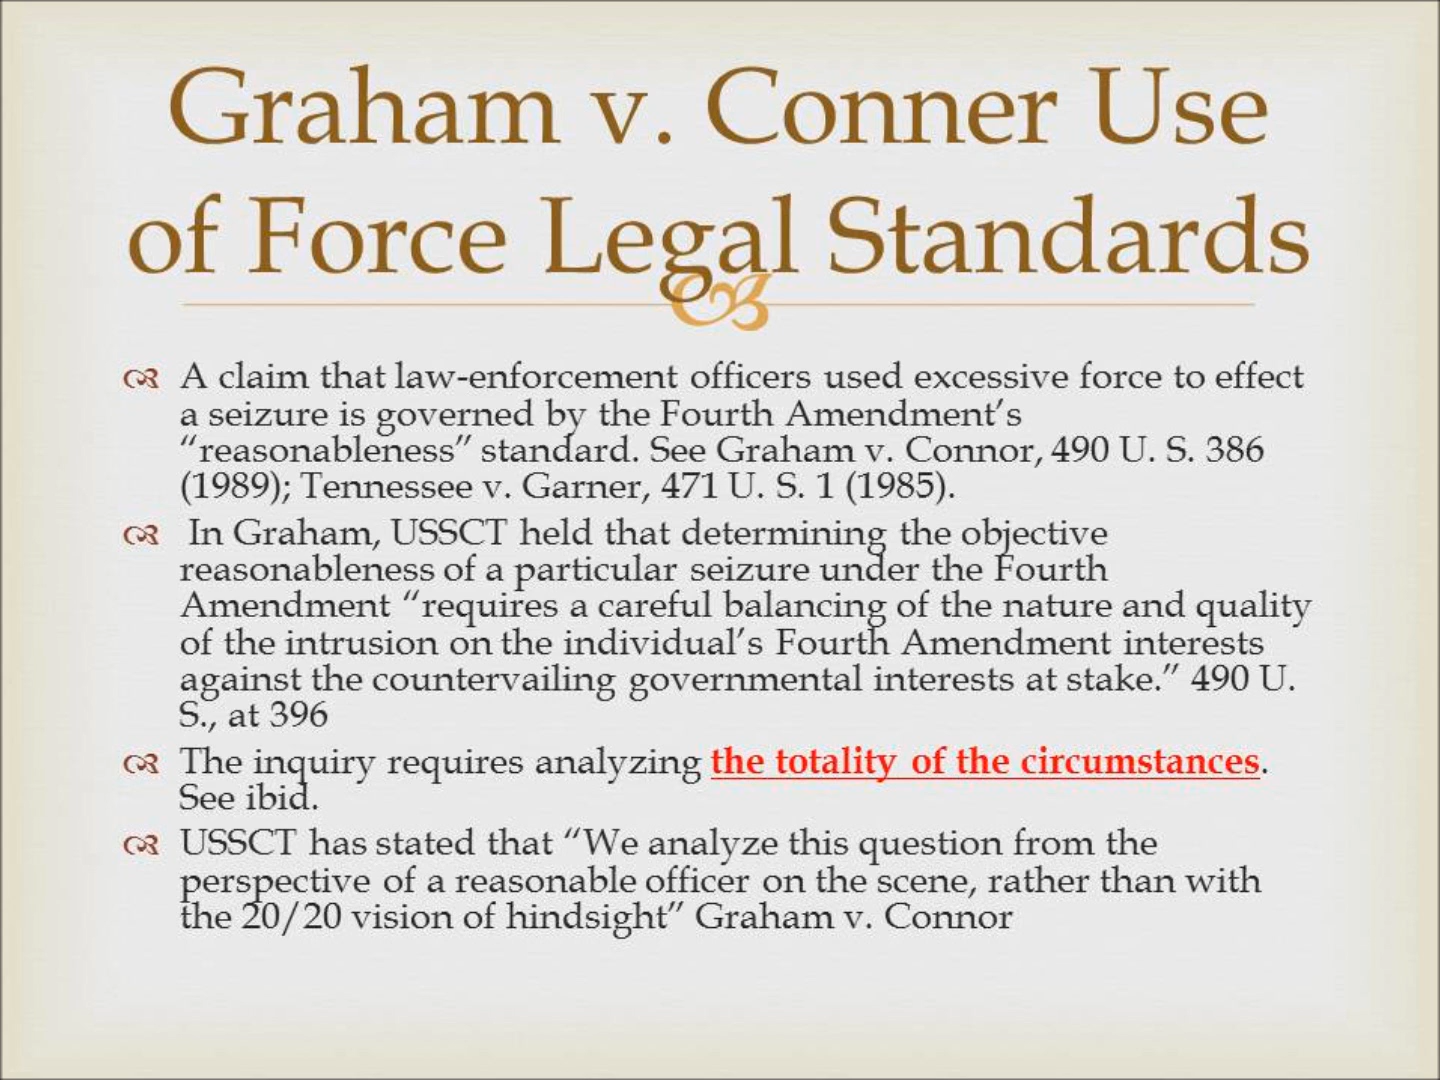 Graham v. Conner Use
of Force Legal Standards
A claim that law-enforcement officers used excessive force to effect
a seizure is governed by the Fourth Amendment's
“reasonableness” standard. See Graham v. Connor, 490 U. S. 386
(1989); Tennessee v. Garner, 471 U. S. 1 (1985).
In Graham, USSCT held that determining the objective
reasonableness of a particular seizure under the Fourth
Amendment “requires a careful balancing of the nature and quality
of the intrusion on the individual’s Fourth Amendment interests
against the countervailing governmental interests at stake.” 490 U.
S., at 396
The inquiry requires analyzing the totality of the circumstances.
See ibid.
USSCT has stated that “We analyze this question from the
perspective of a reasonable officer on the scene, rather than with
the 20/20 vision of hindsight” Graham v. Connor